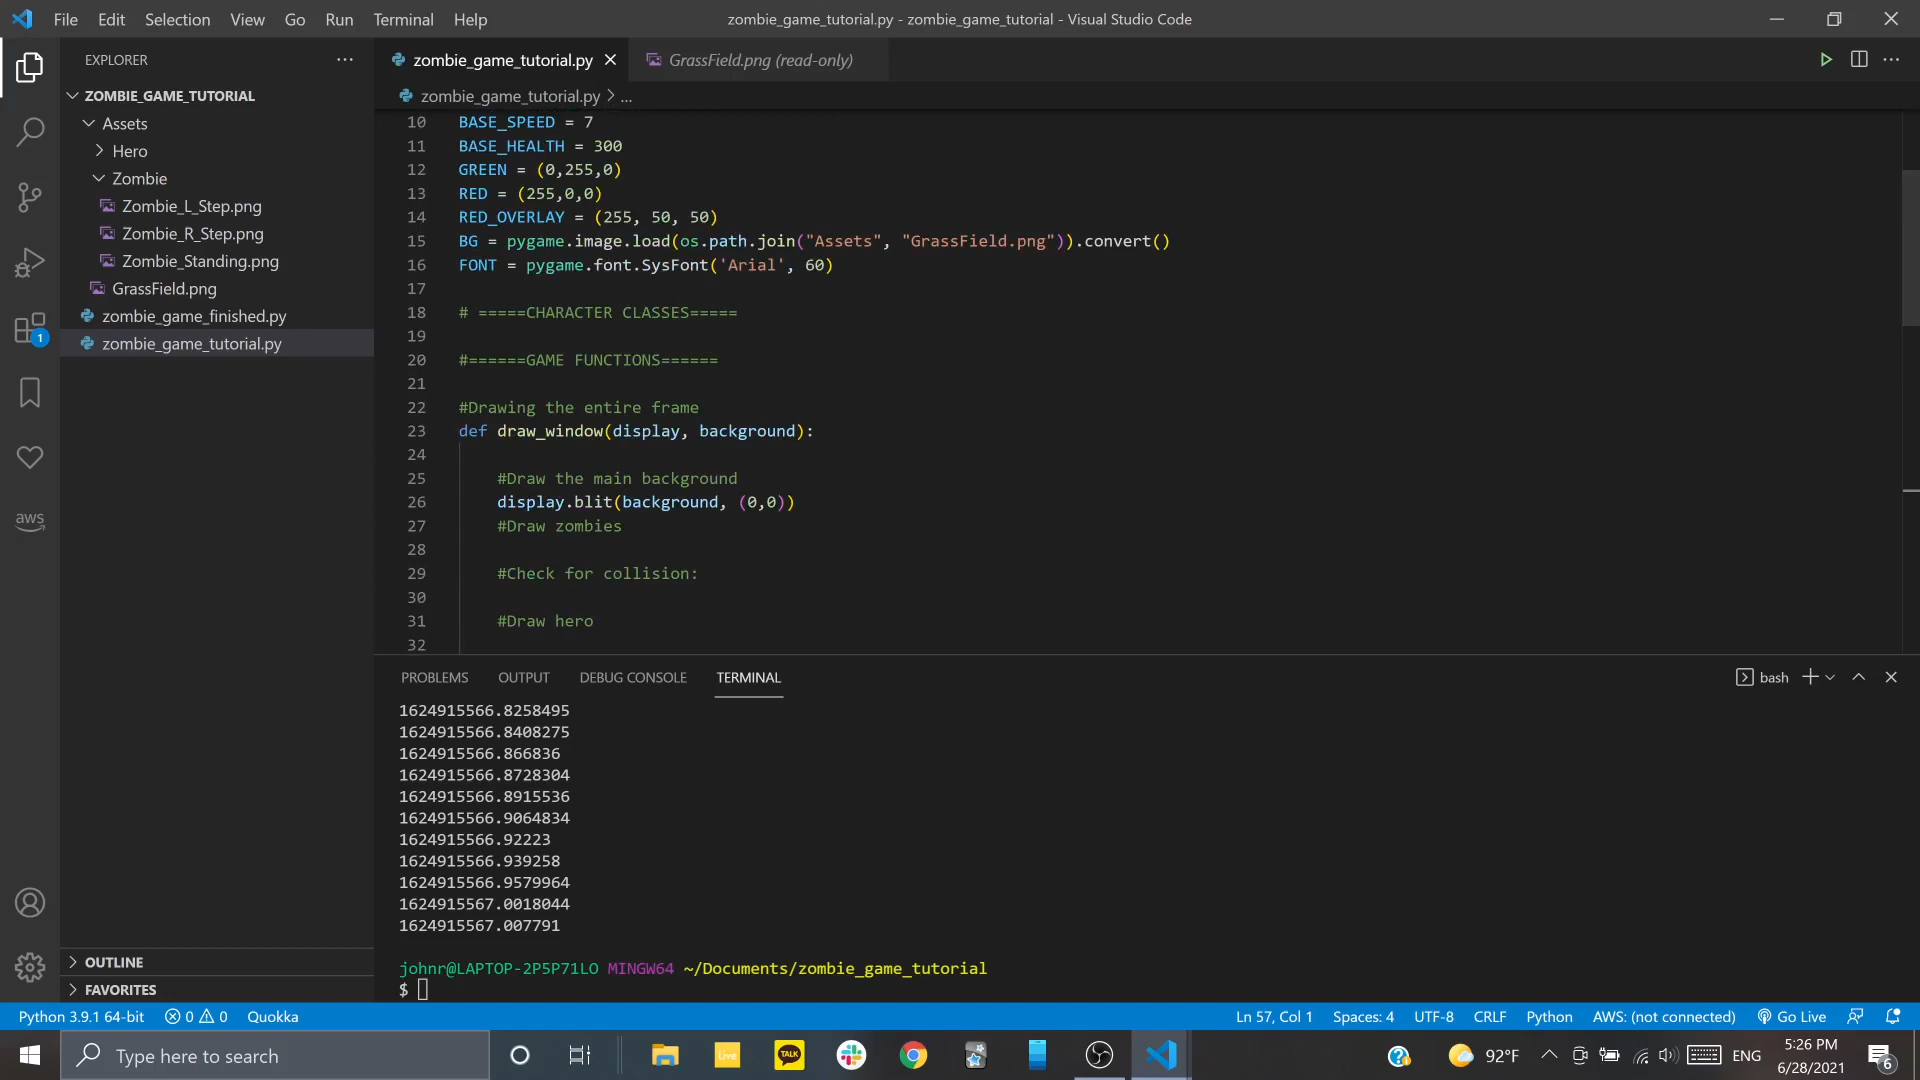 File Edit Selection View Go Run Terminal Help
zombie_game_tutorial.py - zombie_game_tutorial - Visual Studio Code
EXPLORER
zombie_game_tutorial.py
GrassField.png (read-only)
ZOMBIE_GAME_TUTORIAL
Assets
Hero
Zombie
Zombie_L_Step.png
Zombie_R_Step.png
Zombie_Standing.png
GrassField.png
zombie_game_finished.py
zombie_game_tutorial.py
OUTLINE
FAVORITES
1
aws
zombie_game_tutorial.py > ...
10 BASE_SPEED = 7
11 BASE_HEALTH = 300
12 GREEN = (0,255,0)
13 RED = (255,0,0)
14 RED_OVERLAY = (255, 50, 50)
15 BG = pygame.image.load(os.path.join("Assets", "GrassField.png")).convert()
16 FONT = pygame.font.SysFont('Arial', 60)
17
18 # =====CHARACTER CLASSES=====
19
20 #======GAME FUNCTIONS======
21
22 #Drawing the entire frame
23 def draw_window(display, background):
24
25 #Draw the main background
26 display.blit(background, (0,0))
27 #Draw zombies
28
29 #Check for collision:
30
31 #Draw hero
32
PROBLEMS OUTPUT DEBUG CONSOLE TERMINAL
bash
1624915566.8258495
1624915566.8408275
1624915566.866836
1624915566.8728304
1624915566.8915536
1624915566.9064834
1624915566.92223
1624915566.939258
1624915566.9579964
1624915567.0018044
1624915567.007791
johnr@LAPTOP-2P5P71LO MINGW64 ~/Documents/zombie_game_tutorial
$
Python 3.9.1 64-bit 0 0 Quokka
Ln 57, Col 1 Spaces: 4 UTF-8 CRLF Python AWS: (not connected) Go Live
Type here to search
live
TALK
92°F
ENG
5:26 PM
6/28/2021
6